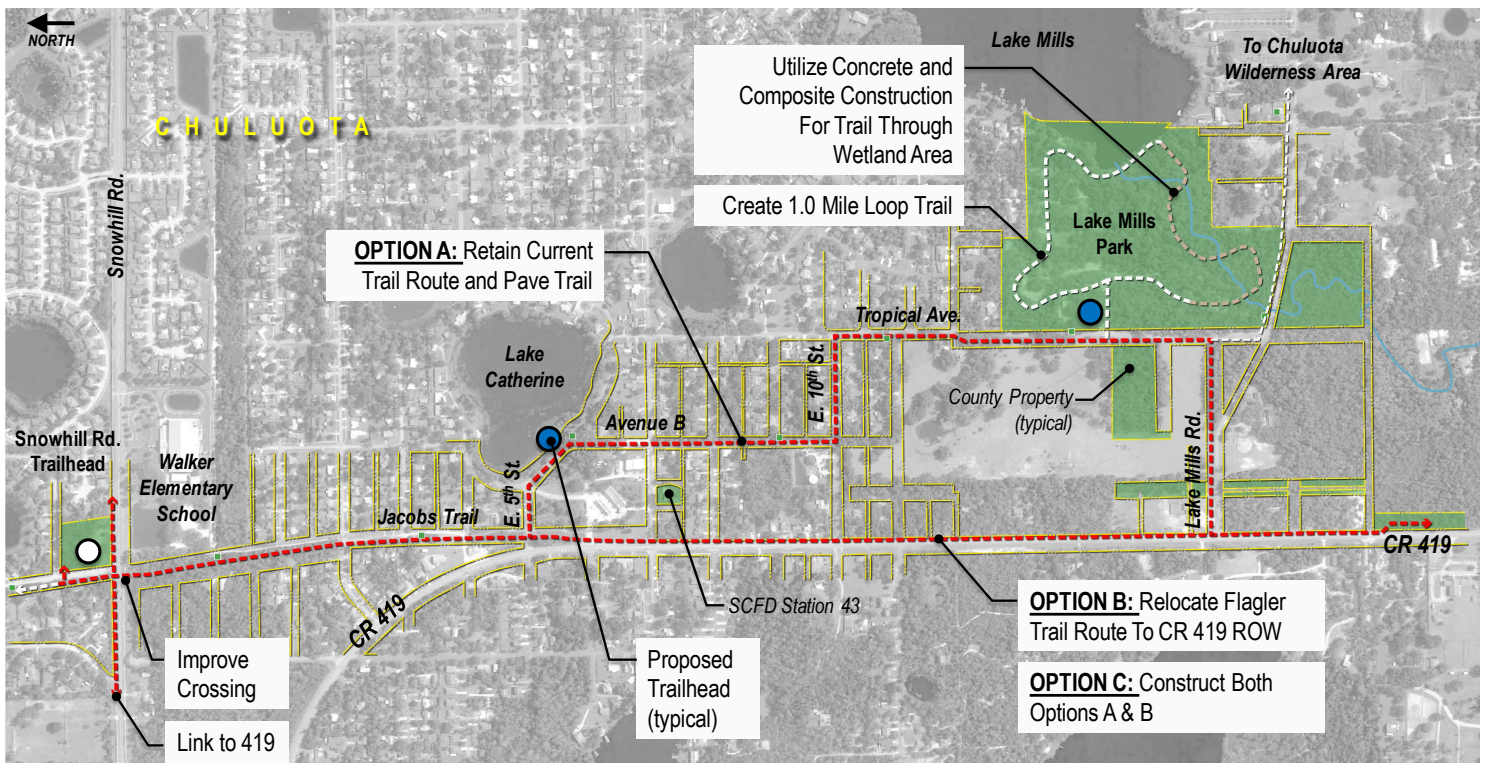 NORTH
CHULUOTA
Lake Mills
To Chuluota
Wilderness Area
Utilize Concrete and
Composite Construction
For Trail Through
Wetland Area
Create 1.0 Mile Loop Trail
Lake Mills
Park
Snowhill Rd.
OPTION A: Retain Current
Trail Route and Pave Trail
Tropical Ave.
Lake
Catherine
E. 10th St.
County Property
(typical)
Avenue B
Lake Mills Rd.
Snowhill Rd.
Trailhead
Walker
Elementary
School
E. 5th St.
Jacobs Trail
CR 419
CR 419
SCFD Station 43
OPTION B: Relocate Flagler
Trail Route To CR 419 ROW
OPTION C: Construct Both
Options A & B
Improve
Crossing
Link to 419
Proposed
Trailhead
(typical)